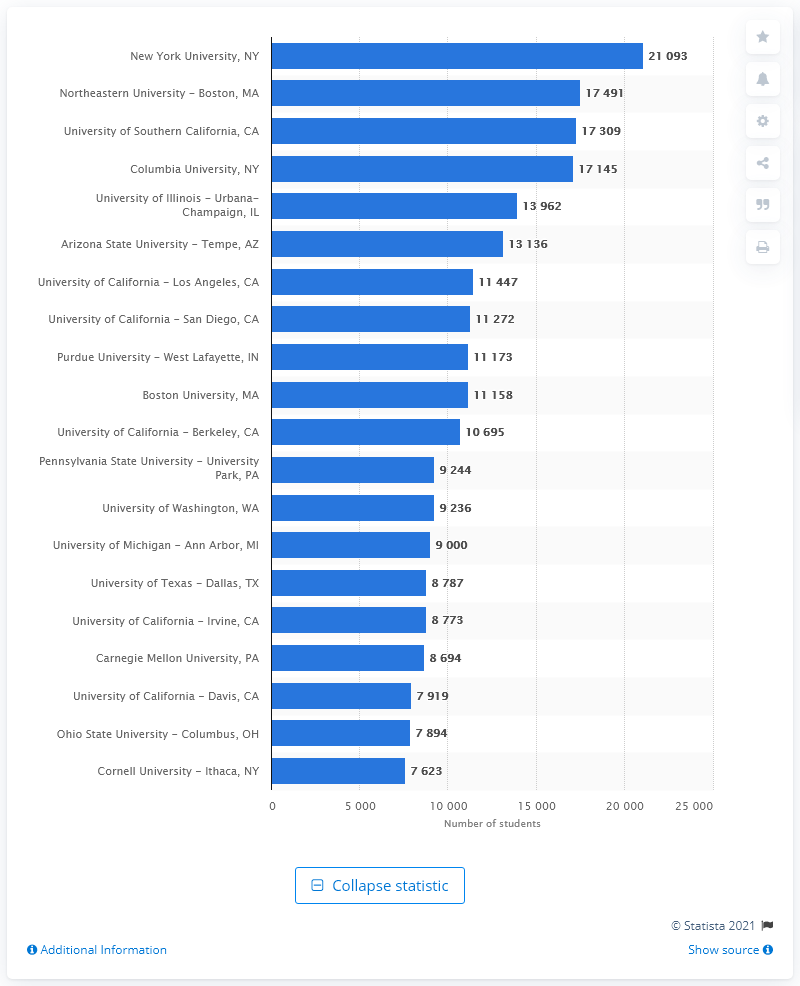 New York University, NY 21 093
Northeastern University – Boston, MA 17 491
University of Southern California, CA 17 309
Columbia University, NY 17 145
University of Illinois – Urbana–
Champaign, IL 13 962
Arizona State University – Tempe, AZ 13 136
University of California – Los Angeles, CA 11 447
University of California – San Diego, CA 11 272
Purdue University – West Lafayette, IN 11 173
Boston University, MA 11 158
University of California – Berkeley, CA 10 695
Pennsylvania State University – University
Park, PA 9 244
University of Washington, WA 9 236
University of Michigan – Ann Arbor, MI 9 000
University of Texas – Dallas, TX 8 787
University of California – Irvine, CA 8 773
Carnegie Mellon University, PA 8 694
University of California – Davis, CA 7 919
Ohio State University – Columbus, OH 7 894
Cornell University – Ithaca, NY 7 623
0 5 000 10 000 15 000 20 000 25 000
Number of students
Collapse statistic
© Statista 2021
Additional Information Show source